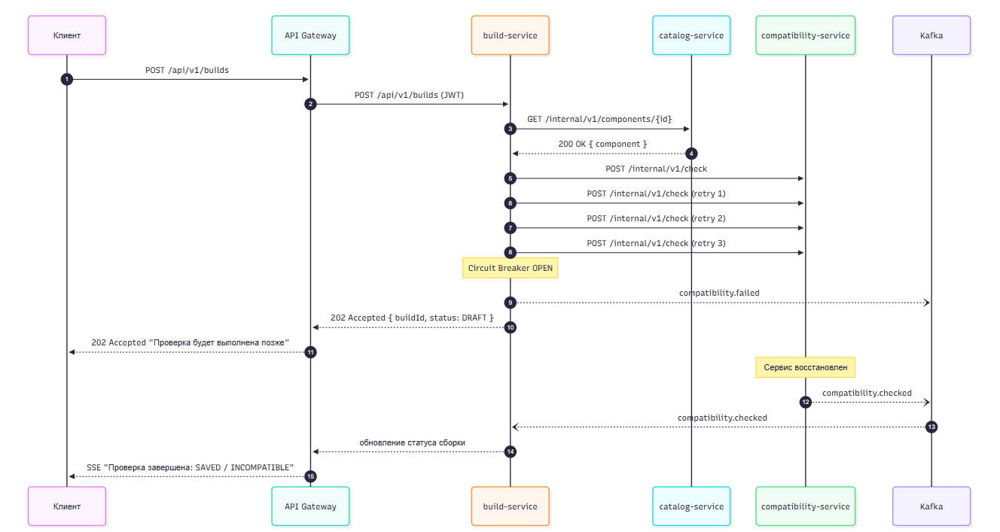 Клиент
API Gateway
build-service
catalog-service
compatibility-service
Kafka
POST /api/v1/builds
1
POST /api/v1/builds (JWT)
2
GET /internal/v1/components/{id}
3
200 OK { component }
4
POST /internal/v1/check
5
POST /internal/v1/check (retry 1)
6
POST /internal/v1/check (retry 2)
7
POST /internal/v1/check (retry 3)
8
Circuit Breaker OPEN
compatibility.failed
9
202 Accepted { buildId, status: DRAFT }
10
202 Accepted "Проверка будет выполнена позже"
11
Сервис восстановлен
compatibility.checked
12
compatibility.checked
13
обновление статуса сборки
14
SSE "Проверка завершена: SAVED / INCOMPATIBLE"
15
Клиент
API Gateway
build-service
catalog-service
compatibility-service
Kafka